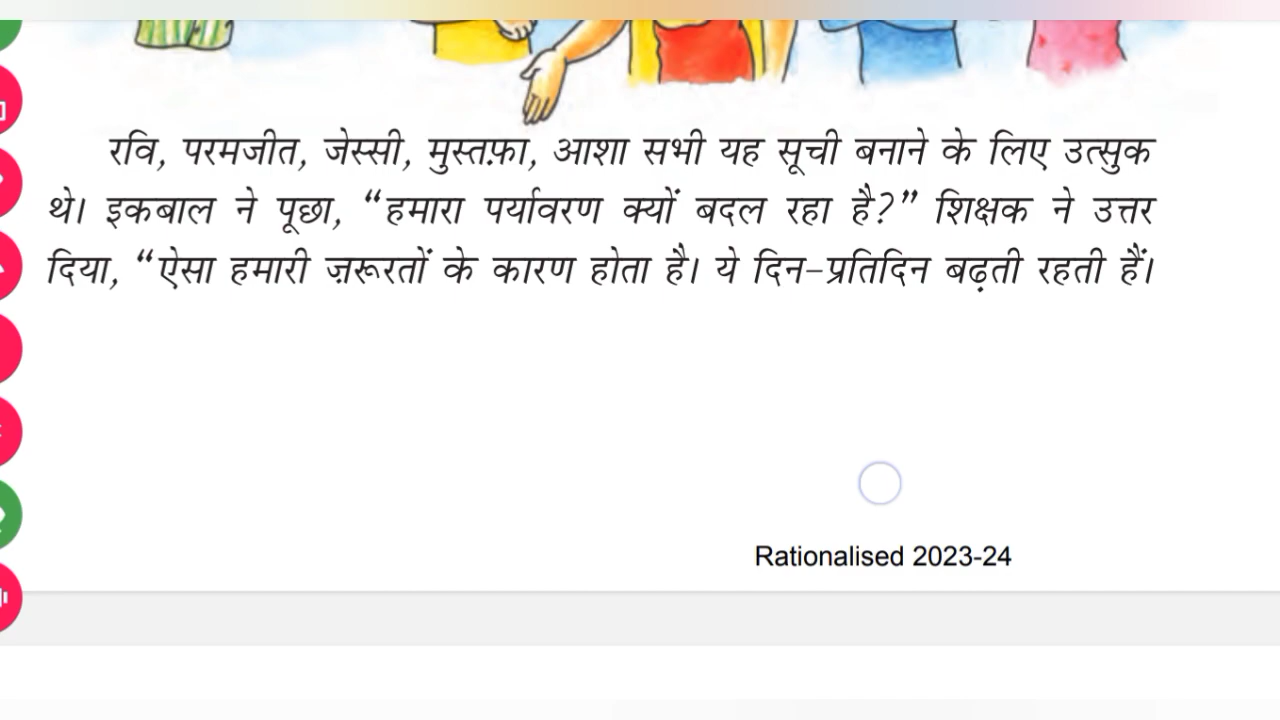 रवि, परमजीत, जेस्सी, मुस्तफ़ा, आशा सभी यह सूची बनाने के लिए उत्सुक
थे। इकबाल ने पूछा, “हमारा पर्यावरण क्यों बदल रहा है?” शिक्षक ने उत्तर
दिया, “ऐसा हमारी ज़रूरतों के कारण होता है। ये दिन-प्रतिदिन बढ़ती रहती हैं।
Rationalised 2023-24